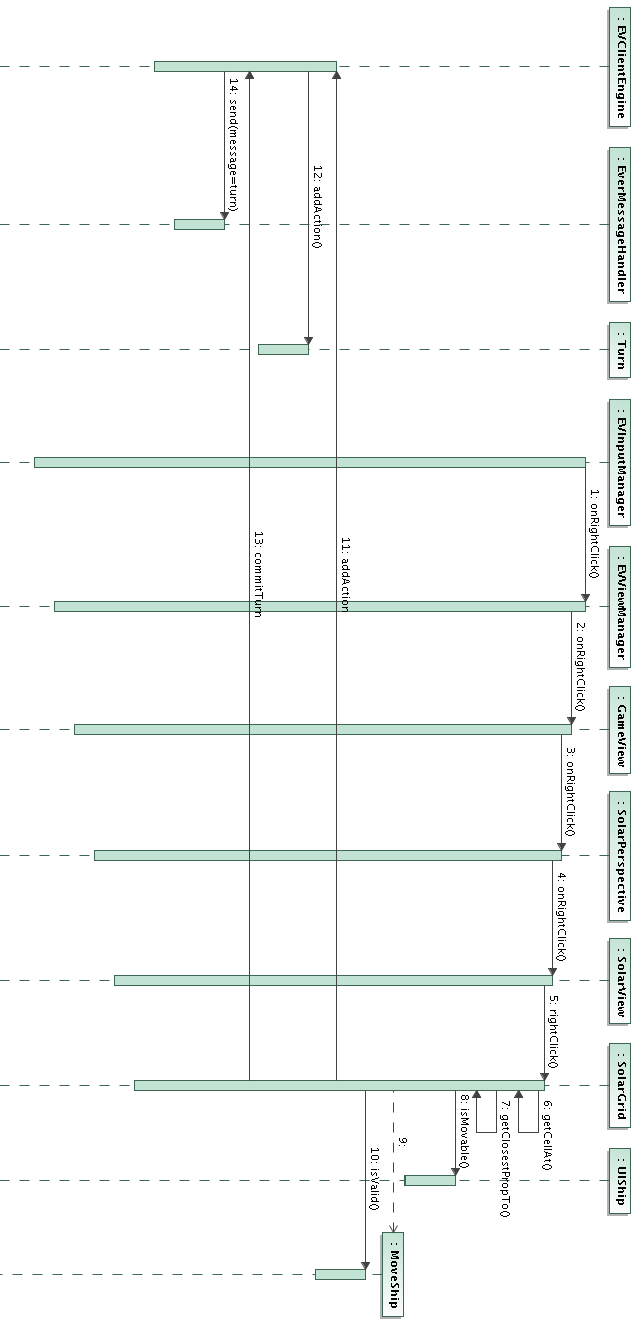 : EVClientEngine
: EverMessageHandler
: Turn
: EVInputManager
: EVViewManager
: GameView
: SolarPerspective
: SolarView
: SolarGrid
: UIShip
1: onRightClick()
2: onRightClick()
3: onRightClick()
4: onRightClick()
5: rightClick()
6: getCellAt()
7: getClosestPropTo()
8: isMovable()
9:
: MoveShip
10: isValid()
11: addAction
12: addAction()
13: commitTurn
14: send(message=turn)